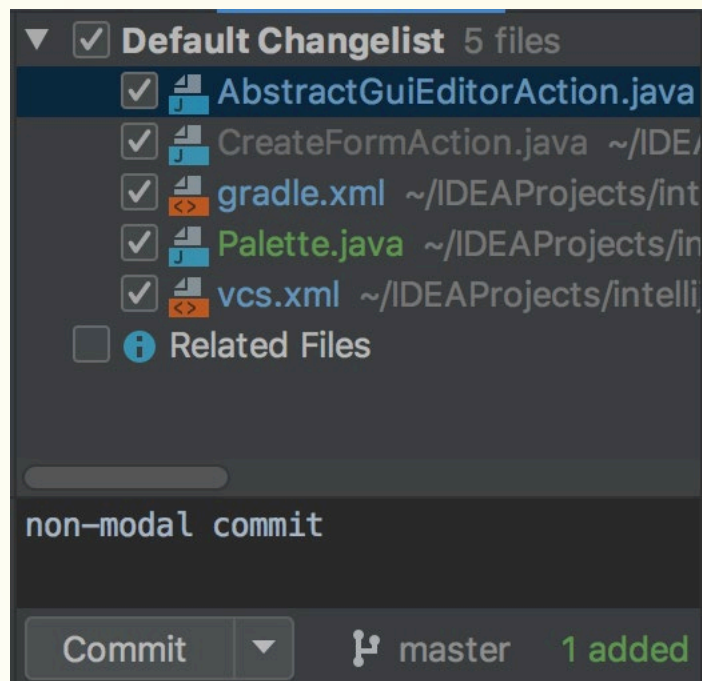 Default Changelist 5 files
AbstractGuiEditorAction.java
CreateFormAction.java ~/IDE
gradle.xml ~/IDEAProjects/int
Palette.java ~/IDEAProjects/in
vcs.xml ~/IDEAProjects/intelli
Related Files
non-modal commit
Commit master 1 added